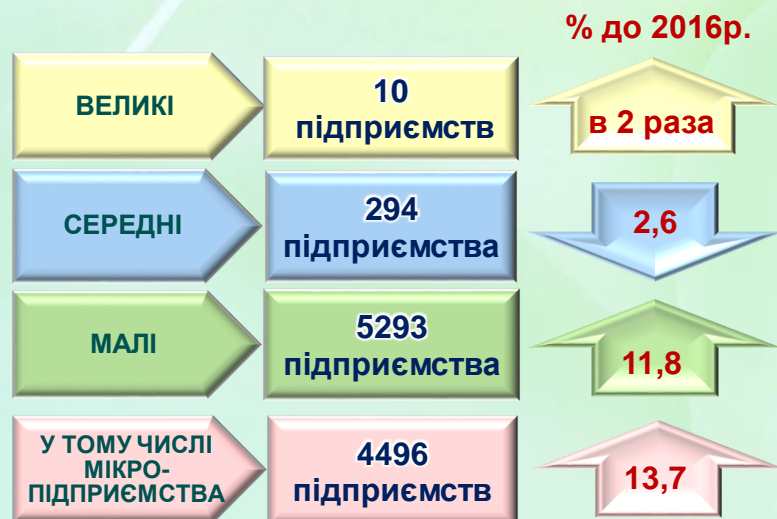 % до 2016р.
ВЕЛИКІ
10
підприємств
в 2 раза
СЕРЕДНІ
294
підприємства
2,6
МАЛІ
5293
підприємства
11,8
У ТОМУ ЧИСЛІ
МІКРО-
ПІДПРИЄМСТВА
4496
підприємств
13,7